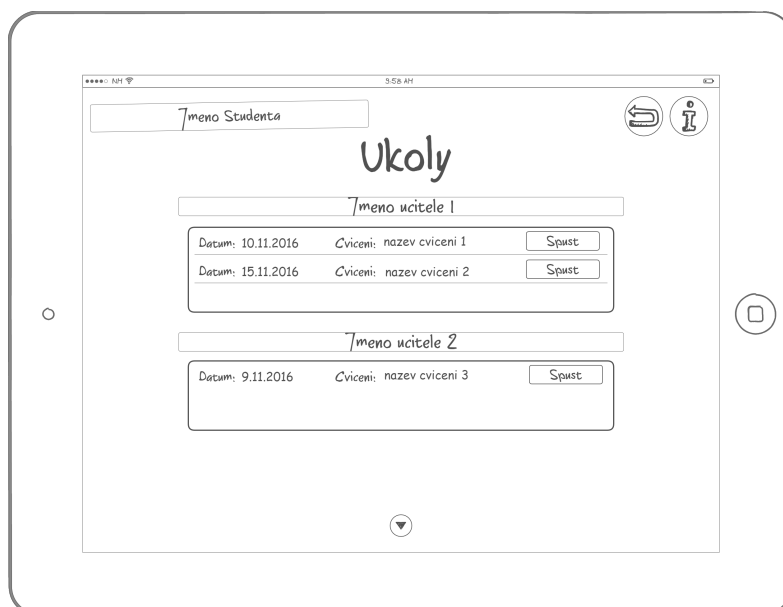 NM 5:58 AM
Jmeno Studenta
Ukoly
Jmeno ucitele 1
Datum: 10.11.2016 Cviceni: nazev cviceni 1 Spust
Datum: 15.11.2016 Cviceni: nazev cviceni 2 Spust
Jmeno ucitele 2
Datum: 9.11.2016 Cviceni: nazev cviceni 3 Spust